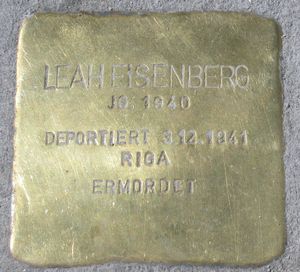 LEAH EISENBERG
JG. 1940
DEPORTIERT 3.12.1941
RIGA
ERMORDET